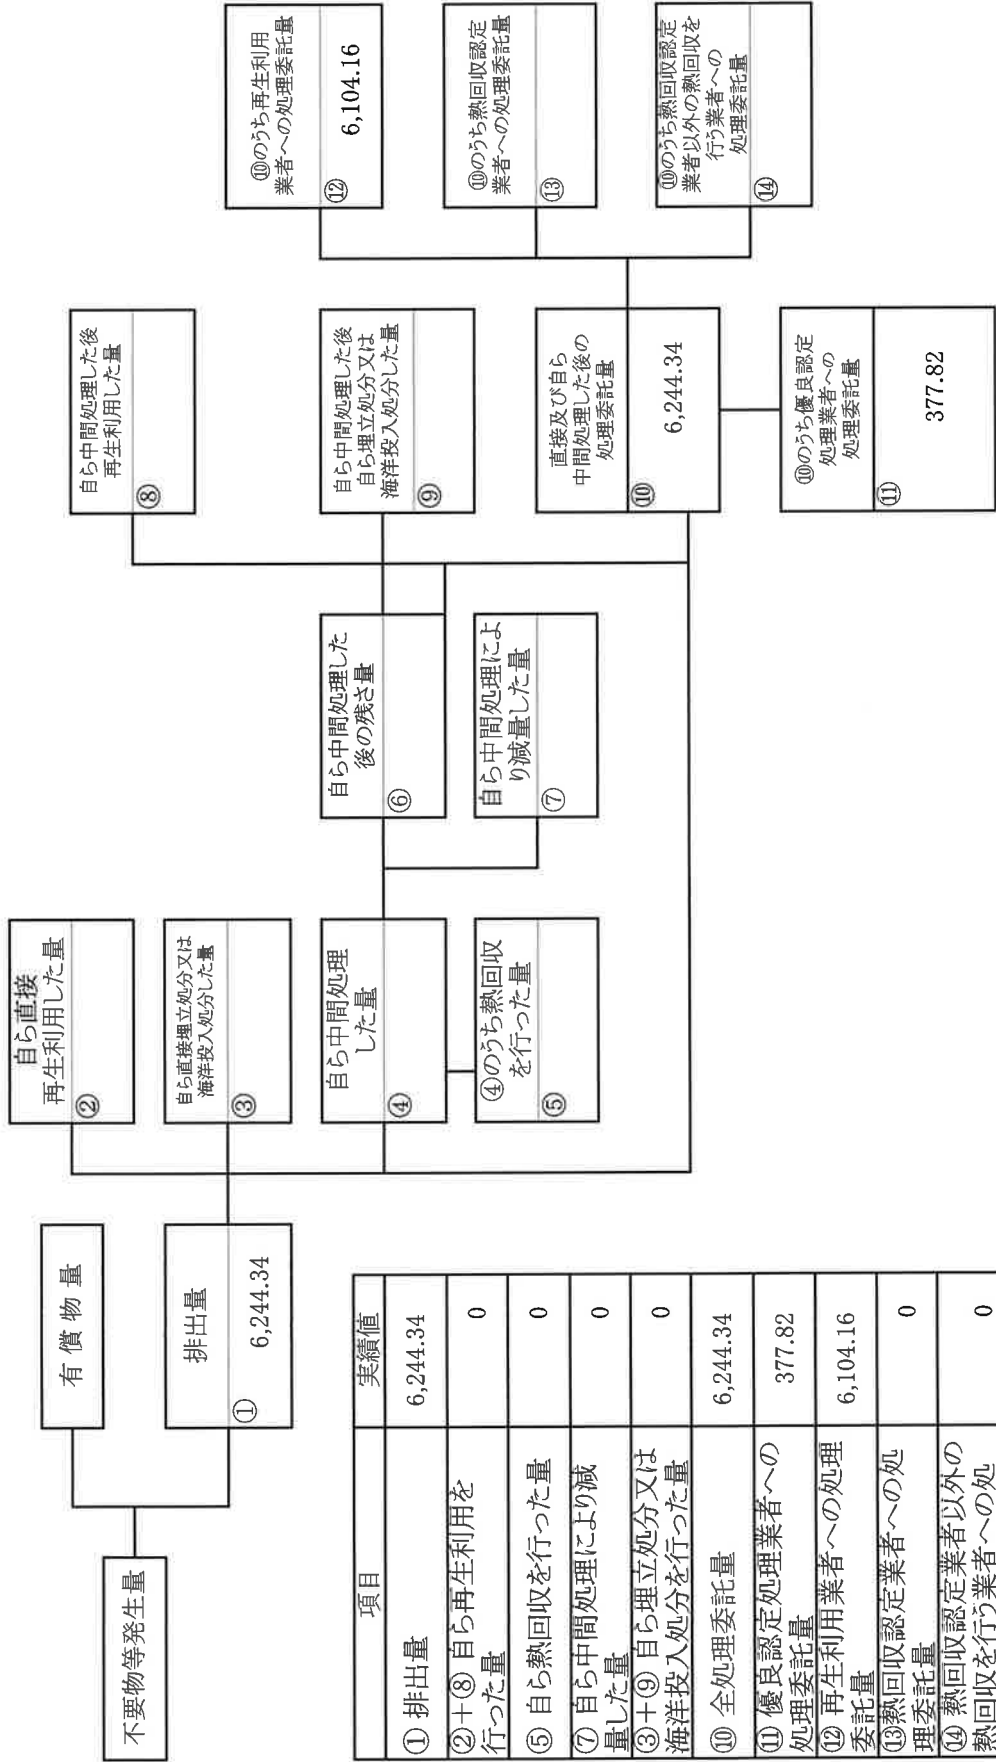 不要物等発生量
有償物量
排出量
①
6,244.34
自ら直接
再生利用した量
②
自ら直接埋立処分又は
海洋投入処分した量
③
自ら中間処理
した量
④
④のうち熱回収
を行った量
⑤
自ら中間処理した
後の残さ量
⑥
自ら中間処理によ
り減量した量
⑦
自ら中間処理した後
再生利用した量
⑧
自ら中間処理した後
自ら埋立処分又は
海洋投入処分した量
⑨
直接及び自ら
中間処理した後の
処理委託量
⑩
6,244.34
⑩のうち優良認定
処理業者への
処理委託量
⑪
377.82
⑩のうち再生利用
業者への処理委託量
⑫
6,104.16
⑩のうち熱回収認定
業者への処理委託量
⑬
⑩のうち熱回収認定
業者以外の熱回収を
行う業者への
処理委託量
⑭
項目 実績値
① 排出量 6,244.34
②+⑧ 自ら再生利用を
行った量 0
⑤ 自ら熱回収を行った量 0
⑦ 自ら中間処理により減
量した量 0
③+⑨ 自ら埋立処分又は
海洋投入処分を行った量 0
⑩ 全処理委託量 6,244.34
⑪ 優良認定処理業者への
処理委託量 377.82
⑫ 再生利用業者への処理
委託量 6,104.16
⑬熱回収認定業者への処
理委託量 0
⑭ 熱回収認定業者以外の
熱回収を行う業者への処 0